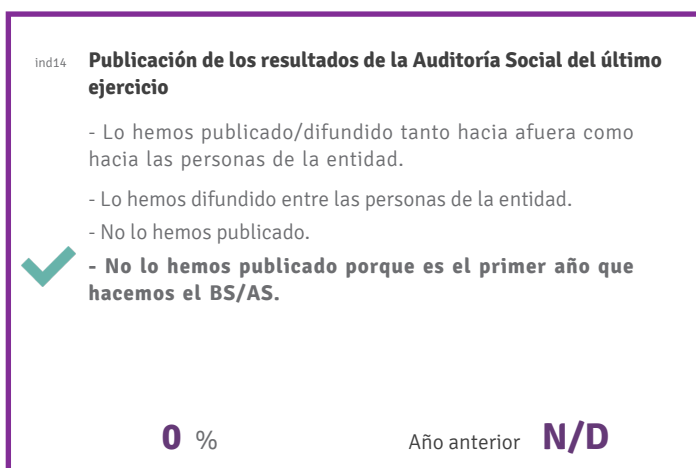 ind14 Publicación de los resultados de la Auditoría Social del último
ejercicio
- Lo hemos publicado/difundido tanto hacia afuera como
hacia las personas de la entidad.
- Lo hemos difundido entre las personas de la entidad.
- No lo hemos publicado.
- No lo hemos publicado porque es el primer año que
hacemos el BS/AS.
0 % Año anterior N/D